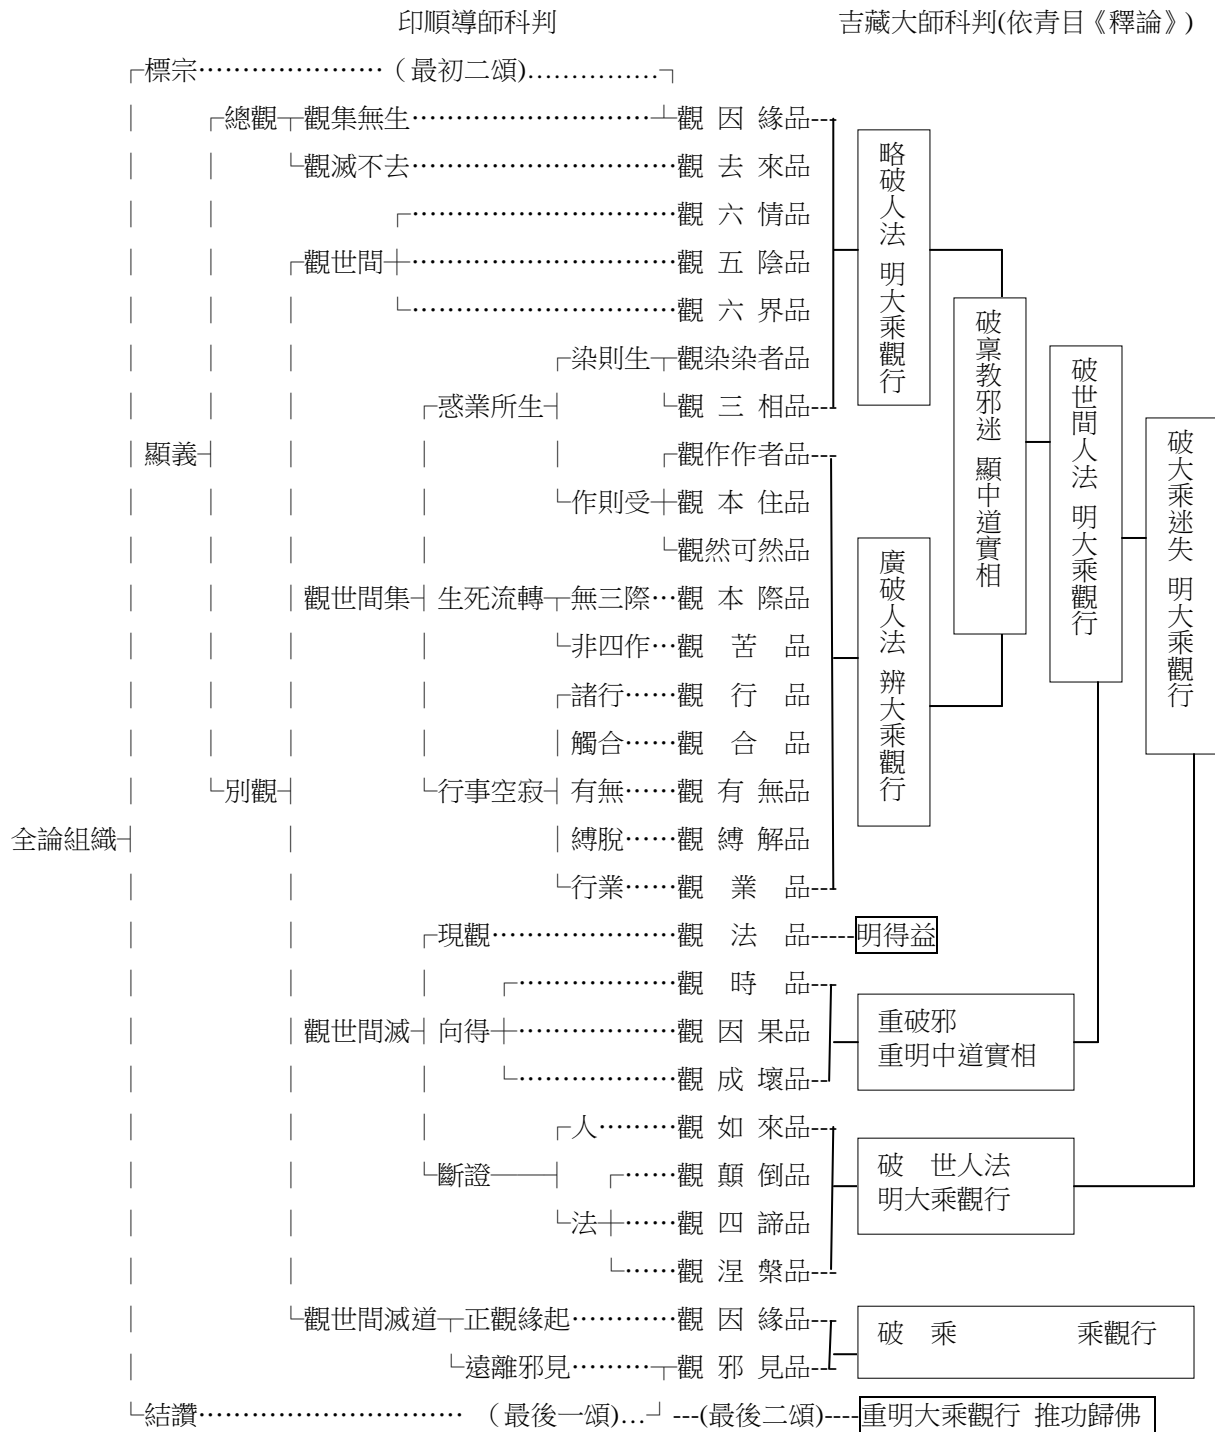 印順導師科判 吉藏大師科判(依青目《釋論》)
┌標宗…………………（最初二頌)…………..┐
｜ ┌總觀┬觀集無生………………………┴觀 因 緣品---
｜ ｜ └觀滅不去…………………………觀 去 來品
｜ ｜ ┌…………………………觀 六 情品
｜ ｜ ┌觀世間┼…………………………觀 五 陰品
｜ ｜ ｜ └…………………………觀 六 界品
｜ ｜ ｜ ┌染則生┬觀染染者品
｜ ｜ ｜ ┌惑業所生┤ └觀 三 相品---
｜顯義┤ ｜ ｜ ｜ ┌觀作作者品---
｜ ｜ ｜ ｜ └作則受┼觀 本 住品
｜ ｜ ｜ ｜ └觀然可然品
｜ ｜ 觀世間集┤生死流轉┬無三際…觀 本 際品
｜ ｜ ｜ ｜ └非四作…觀 苦 品
｜ ｜ ｜ ｜ ┌諸行……觀 行 品
｜ ｜ ｜ ｜ ｜觸合……觀 合 品
｜ └別觀┤ └行事空寂┤有無……觀 有 無品
全論組織┤ ｜ ｜縛脫……觀 縛 解品
｜ ｜ └行業……觀 業 品---
｜ ｜ ┌現觀…………………觀 法 品-----明得益
｜ ｜ ｜ ┌………………觀 時 品---
｜ 觀世間滅┤向得┼………………觀 因 果品
｜ ｜ ｜ └………………觀 成 壞品---
｜ ｜ ｜ ┌人………觀 如 來品---
｜ ｜ └斷證——┤ ┌……觀 顛 倒品
｜ ｜ └法┼……觀 四 諦品
｜ ｜ └……觀 涅 槃品---
｜ └觀世間滅道┬正觀緣起…………觀 因 緣品---
｜ └遠離邪見………┬觀 邪 見品---
└結讚………………………… （最後一頌)…┘---(最後二頌)----重明大乘觀行 推功歸佛
略破人法 明大乘觀行
廣破人法 辨大乘觀行
破稟教邪迷 顯中道實相
破世間人法 明大乘觀行
破大乘迷失 明大乘觀行
重破邪
重明中道實相
破 世人法
明大乘觀行
破 乘 乘觀行